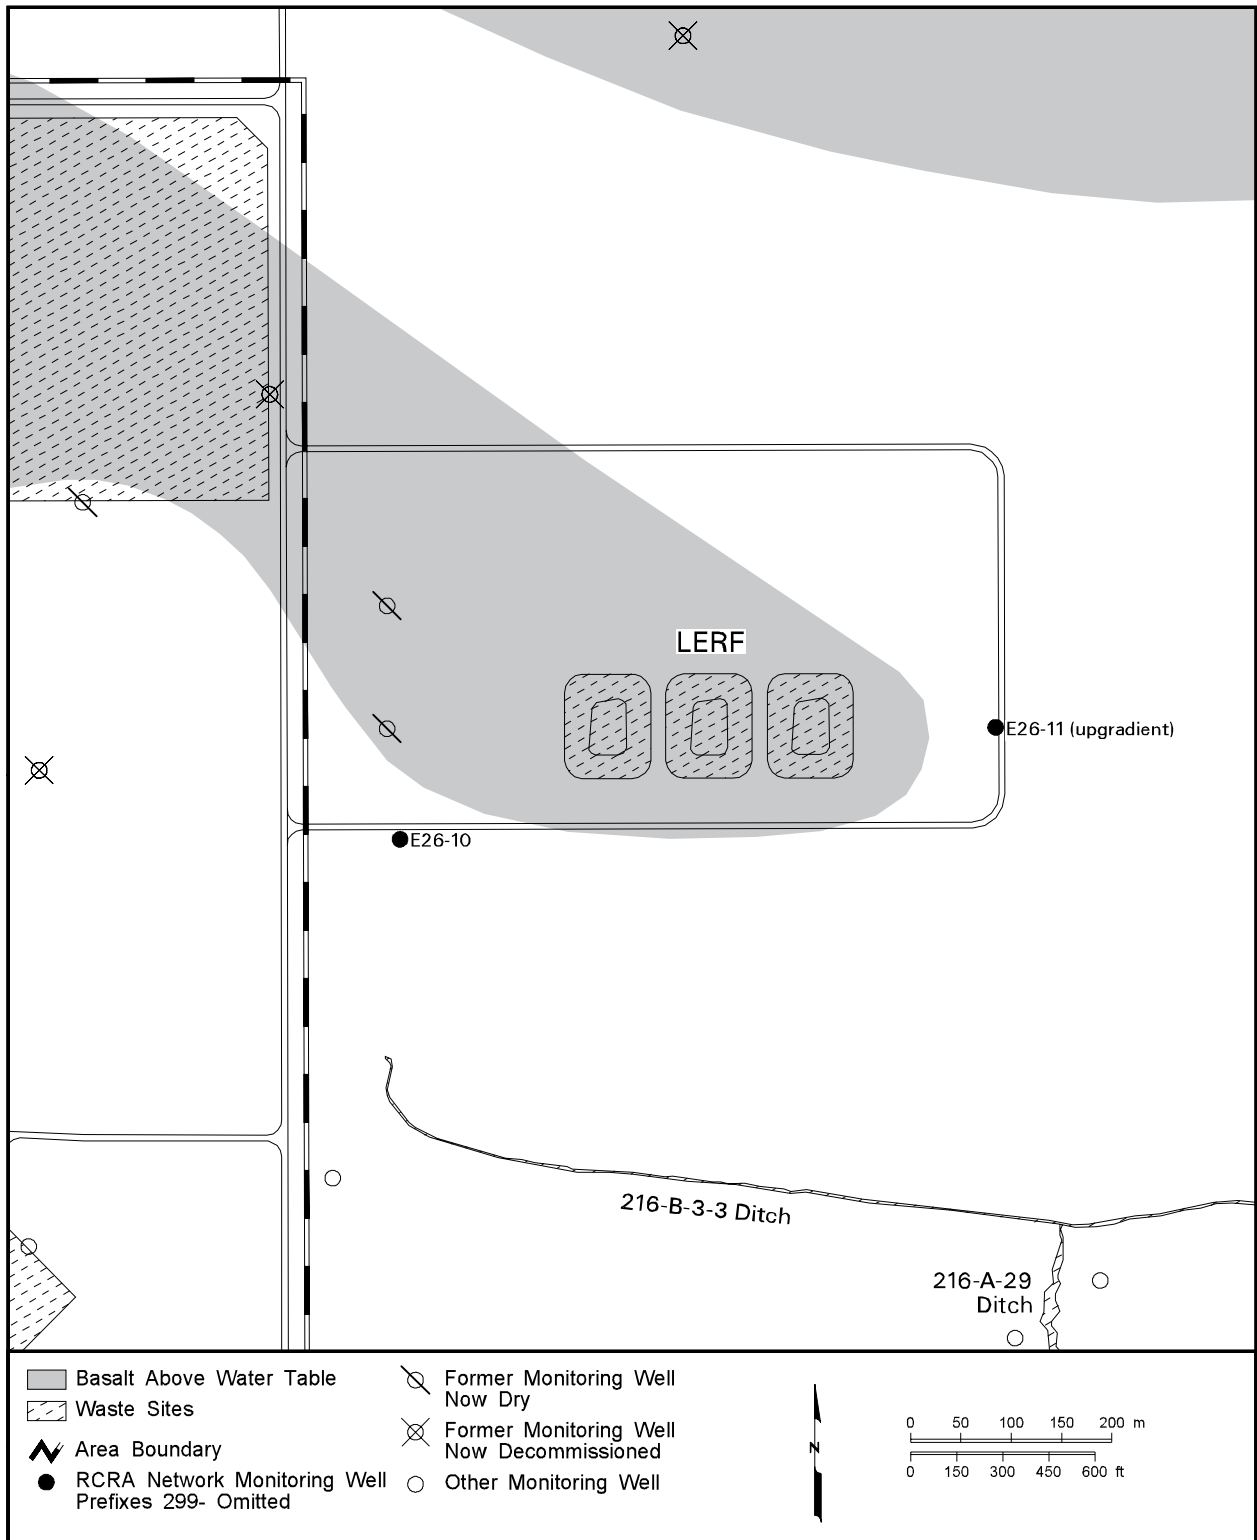 LERF
E26-11 (upgradient)
E26-10
216-B-3-3 Ditch
216-A-29
Ditch
Basalt Above Water Table
Waste Sites
Area Boundary
RCRA Network Monitoring Well
Prefixes 299- Omitted
Former Monitoring Well
Now Dry
Former Monitoring Well
Now Decommissioned
Other Monitoring Well
N
0 50 100 150 200 m
0 150 300 450 600 ft